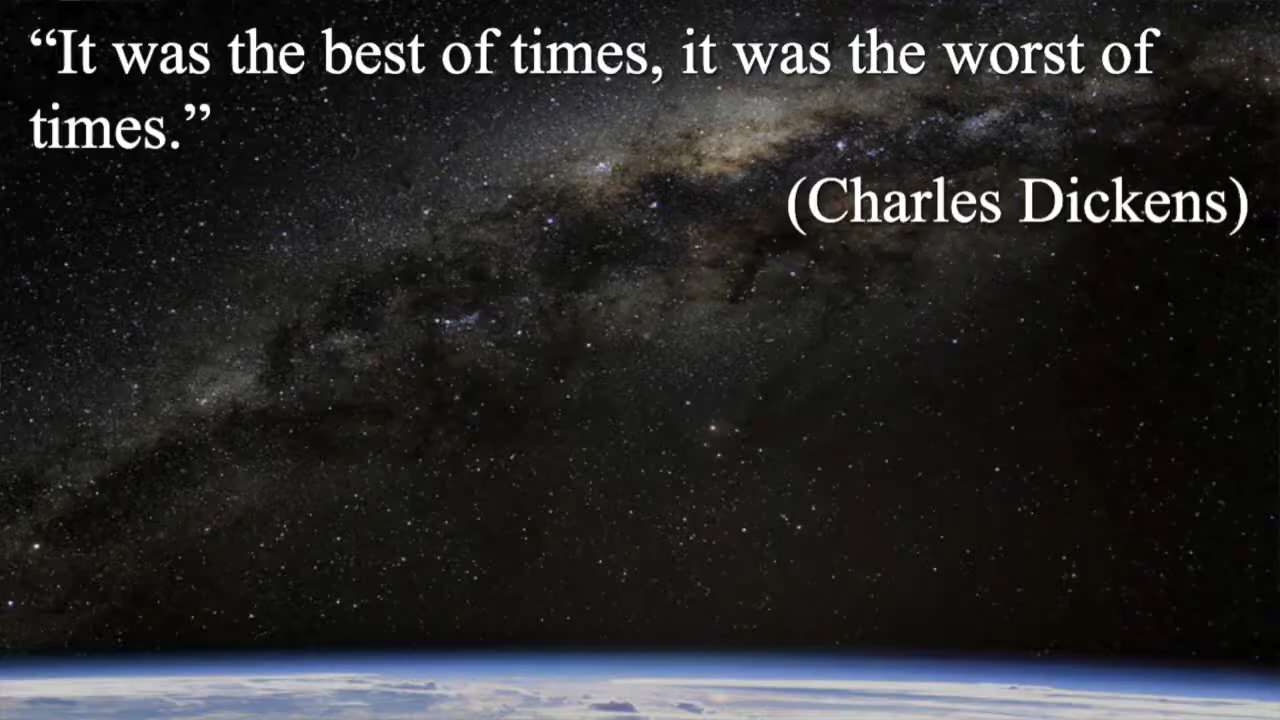 “It was the best of times, it was the worst of
times.”
(Charles Dickens)